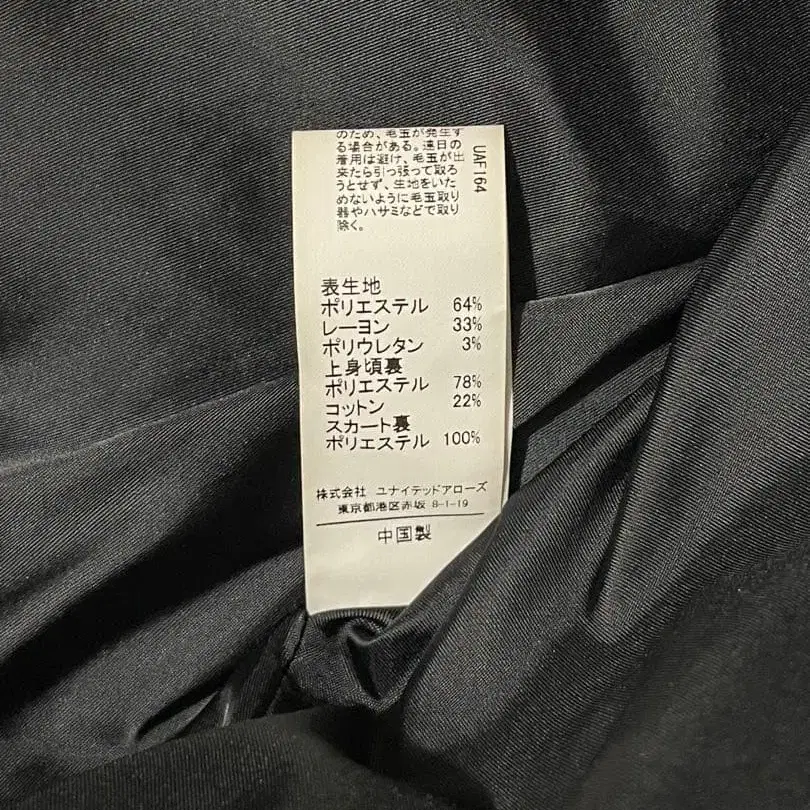 のため、毛玉が発生す
る場合がある。連日の
着用は避け、毛玉が出
来たら引っ張って取ろ
うとせず、生地をいた
めないように毛玉取り
器やハサミなどで取り
除く。
UAF164
表生地
ポリエステル 64%
レーヨン 33%
ポリウレタン 3%
上身頃裏
ポリエステル 78%
コットン 22%
スカート裏
ポリエステル 100%
株式会社 ユナイテッドアローズ
東京都港区赤坂 8-1-19
中国製